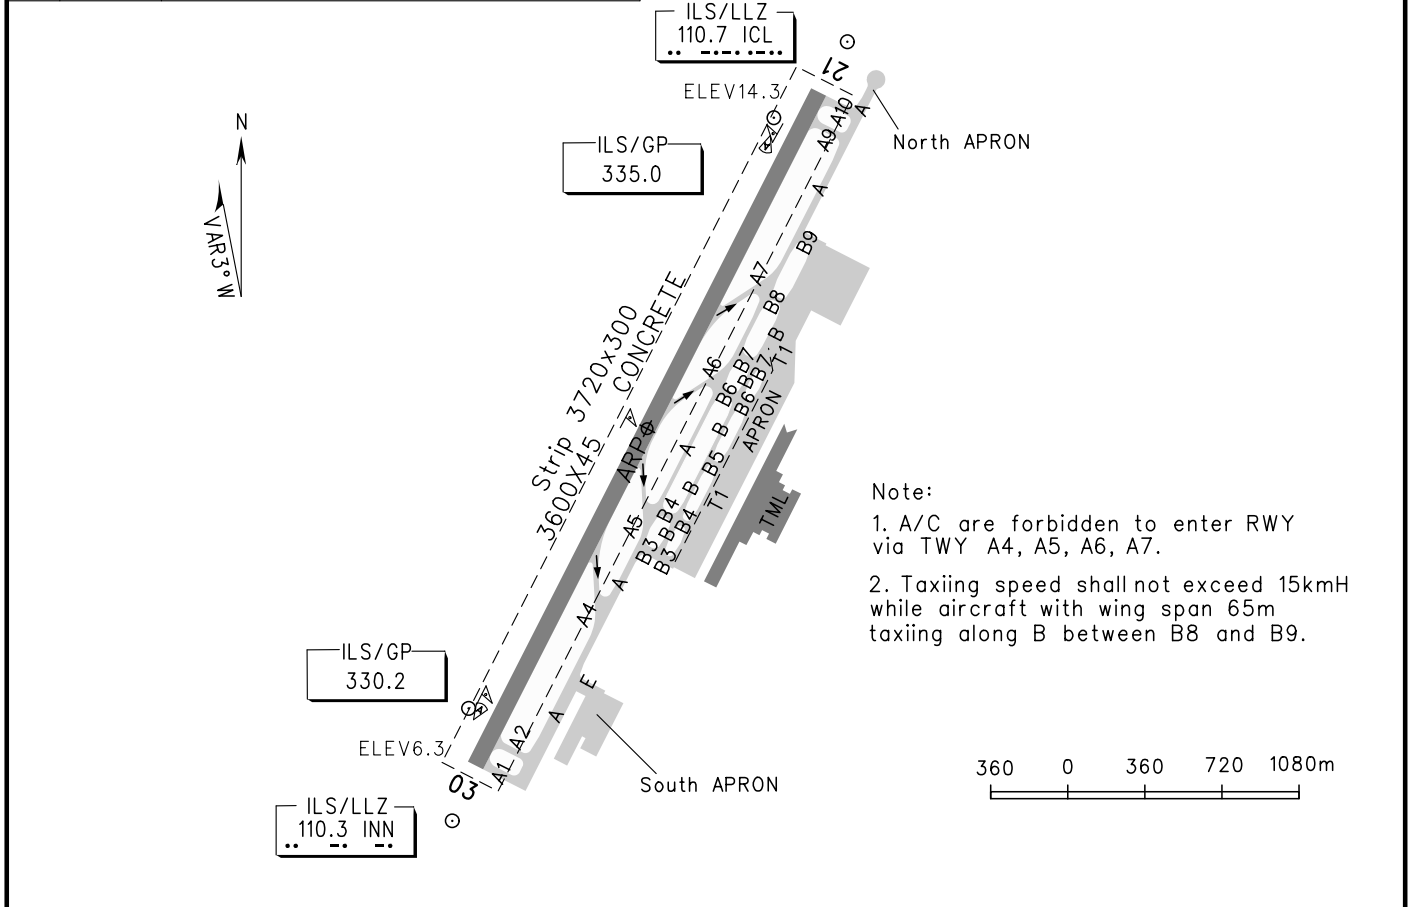 ILS/LLZ
110.7 ICL
21
ELEV14.3
N
ILS/GP
335.0
North APRON
A10
A
A9
A
VAR3°W
B9
A7
B8
Strip 3720x300
CONCRETE
3600X45
B
T1
A6
B7
B7
B
B6
B6
APRON
ARP
B
A
B5
B
T1
TML
Note:
1. A/C are forbidden to enter RWY
via TWY A4, A5, A6, A7.
2. Taxiing speed shall not exceed 15kmH
while aircraft with wing span 65m
taxiing along B between B8 and B9.
A5
B4
B4
B
B3
B3
A
A4
ILS/GP
330.2
E
A
A2
ELEV6.3
A1
03
South APRON
360 0 360 720 1080m
ILS/LLZ
110.3 INN